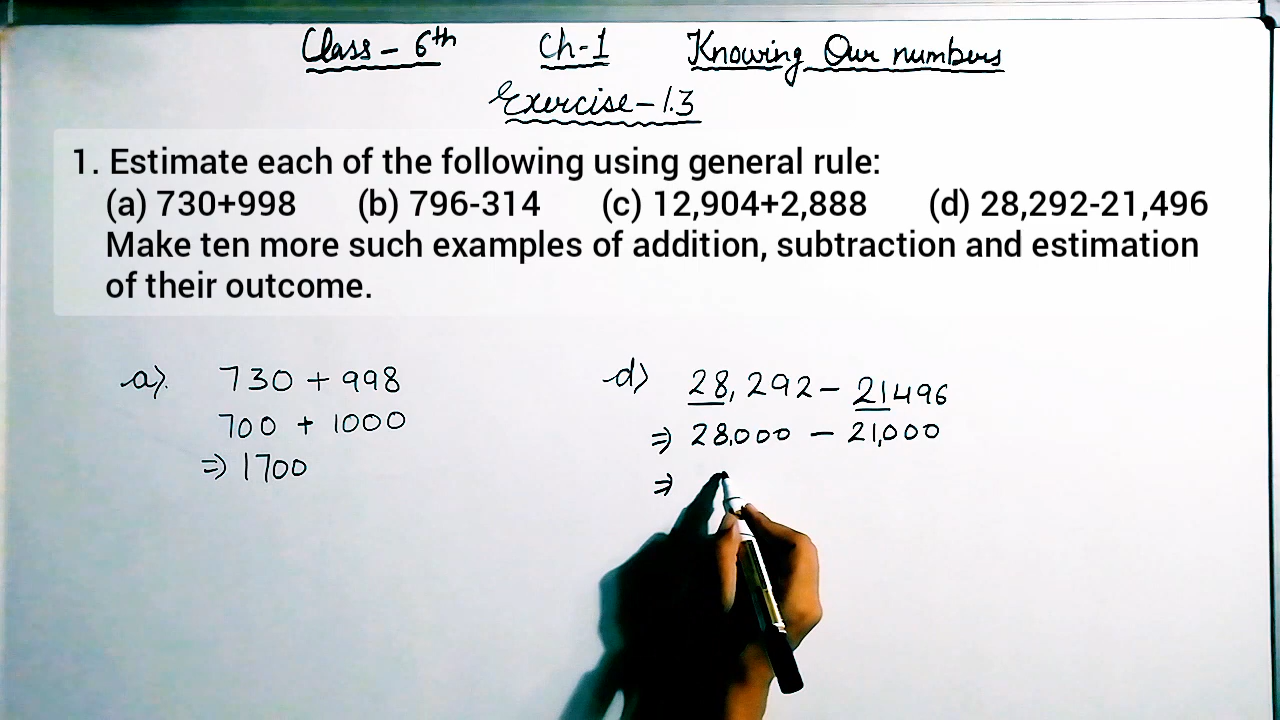 Class - 6th Ch-1 Knowing Our numbers
Exercise - 1.3
1. Estimate each of the following using general rule:
(a) 730+998 (b) 796-314 (c) 12,904+2,888 (d) 28,292-21,496
Make ten more such examples of addition, subtraction and estimation
of their outcome.
a). 730 + 998
700 + 1000
⇒ 1700
d) 28,292 - 21496
⇒ 28,000 - 21,000
⇒